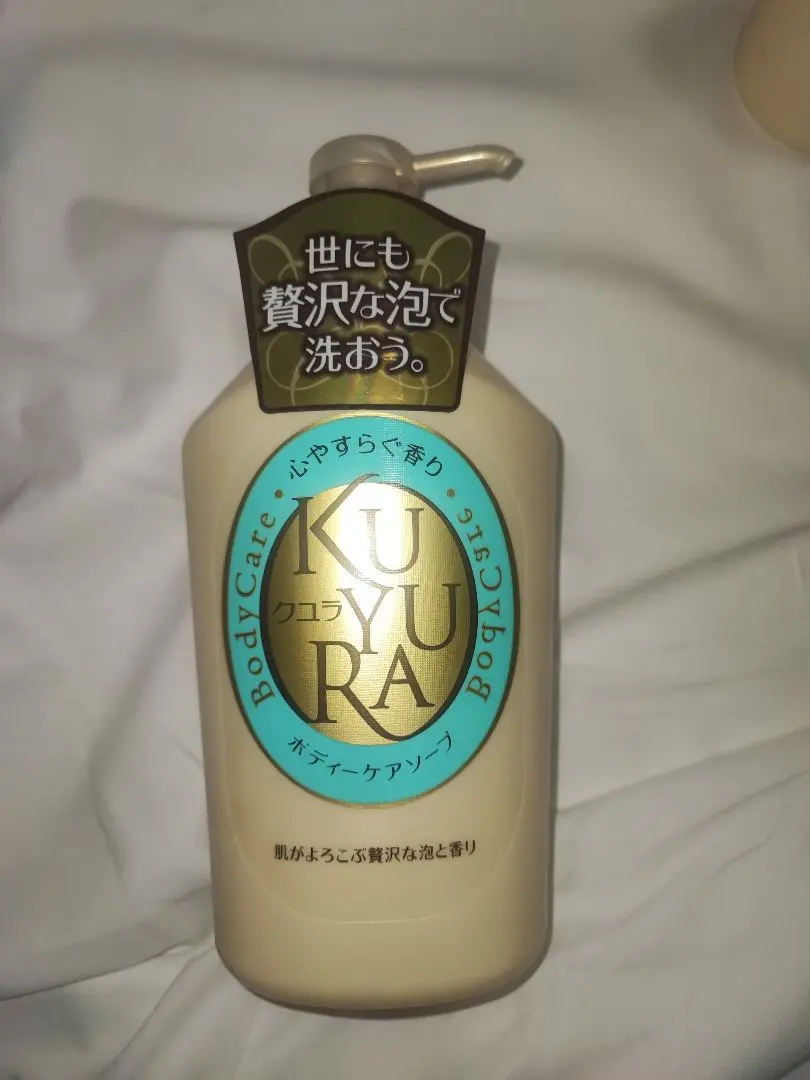 世にも
贅沢な泡で
洗おう。
心やすらぐ香り
BodyCare
BodyCare
KU
クユラ
YU
RA
ボディーケアソープ
肌がよろこぶ贅沢な泡と香り